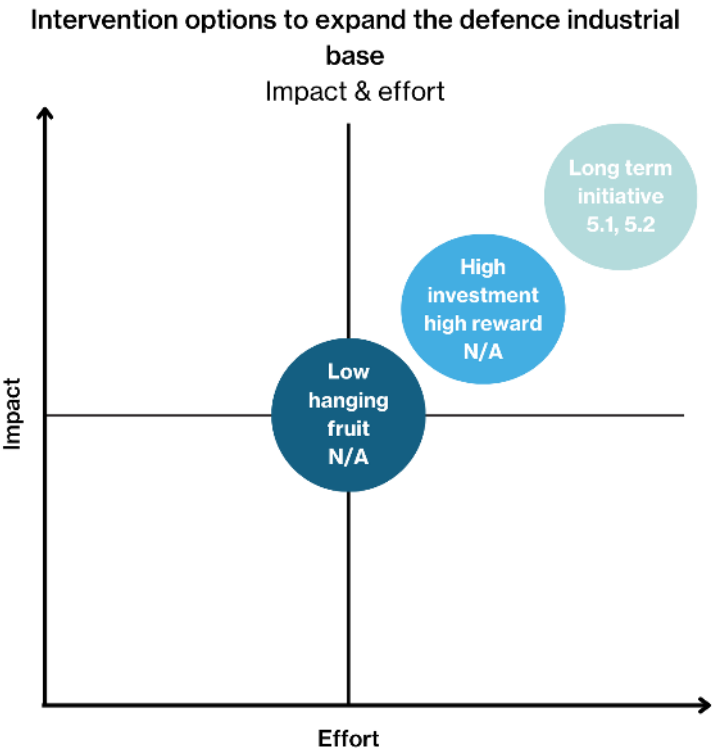 Intervention options to expand the defence industrial
base
Impact & effort
Long term
initiative
5.1, 5.2
High
investment
high reward
N/A
Low
hanging
fruit
N/A
Impact
Effort